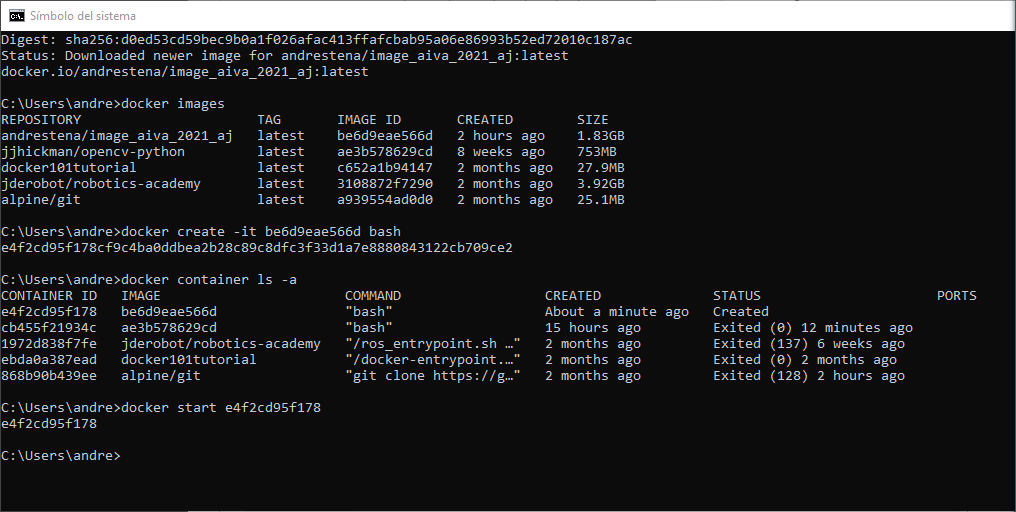 Símbolo del sistema
Digest: sha256:d0ed53cd59bec9b0a1f026afac413ffafcbab95a06e86993b52ed72010c187ac
Status: Downloaded newer image for andrestena/image_aiva_2021_aj:latest
docker.io/andrestena/image_aiva_2021_aj:latest
C:\Users\andre>docker images
REPOSITORY TAG IMAGE ID CREATED SIZE
andrestena/image_aiva_2021_aj latest be6d9eae566d 2 hours ago 1.83GB
jjhickman/opencv-python latest ae3b578629cd 8 weeks ago 753MB
docker101tutorial latest c652a1b94147 2 months ago 27.9MB
jderobot/robotics-academy latest 3108872f7290 2 months ago 3.92GB
alpine/git latest a939554ad0d0 2 months ago 25.1MB
C:\Users\andre>docker create -it be6d9eae566d bash
e4f2cd95f178cf9c4ba0ddbea2b28c89c8dfc3f33d1a7e8880843122cb709ce2
C:\Users\andre>docker container ls -a
CONTAINER ID IMAGE COMMAND CREATED STATUS PORTS
e4f2cd95f178 be6d9eae566d "bash" About a minute ago Created
cb455f21934c ae3b578629cd "bash" 15 hours ago Exited (0) 12 minutes ago
1972d838f7fe jderobot/robotics-academy "/ros_entrypoint.sh …" 2 months ago Exited (137) 6 weeks ago
ebda0a387ead docker101tutorial "/docker-entrypoint.…" 2 months ago Exited (0) 2 months ago
868b90b439ee alpine/git "git clone https://g…" 2 months ago Exited (128) 2 hours ago
C:\Users\andre>docker start e4f2cd95f178
e4f2cd95f178
C:\Users\andre>